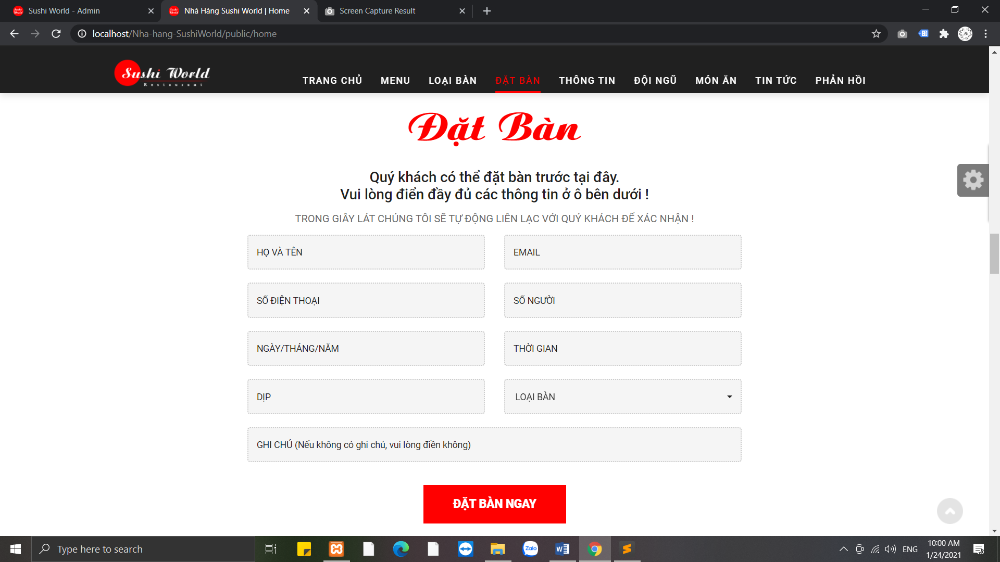 Sushi World - Admin
Nhà Hàng Sushi World | Home
Screen Capture Result
localhost/Nha-hang-SushiWorld/public/home
Sushi World
Restaurant
TRANG CHỦ
MENU
LOẠI BÀN
ĐẶT BÀN
THÔNG TIN
ĐỘI NGŨ
MÓN ĂN
TIN TỨC
PHẢN HỒI
Đặt Bàn
Quý khách có thể đặt bàn trước tại đây.
Vui lòng điển đầy đủ các thông tin ở ô bên dưới !
TRONG GIÂY LÁT CHÚNG TÔI SẼ TỰ ĐỘNG LIÊN LẠC VỚI QUÝ KHÁCH ĐỂ XÁC NHẬN !
HỌ VÀ TÊN
EMAIL
SỐ ĐIỆN THOẠI
SỐ NGƯỜI
NGÀY/THÁNG/NĂM
THỜI GIAN
DỊP
LOẠI BÀN
GHI CHÚ (Nếu không có ghi chú, vui lòng điền không)
ĐẶT BÀN NGAY
Type here to search
Zalo
ENG
10:00 AM
1/24/2021